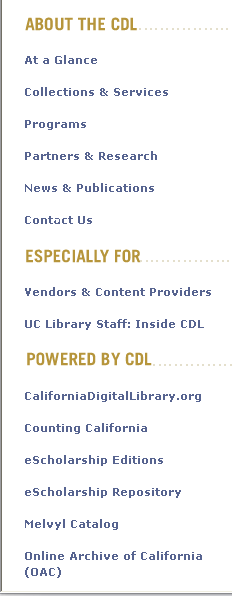 ABOUT THE CDL
At a Glance
Collections & Services
Programs
Partners & Research
News & Publications
Contact Us
ESPECIALLY FOR
Vendors & Content Providers
UC Library Staff: Inside CDL
POWERED BY CDL
CaliforniaDigitalLibrary.org
Counting California
eScholarship Editions
eScholarship Repository
Melvyl Catalog
Online Archive of California
(OAC)